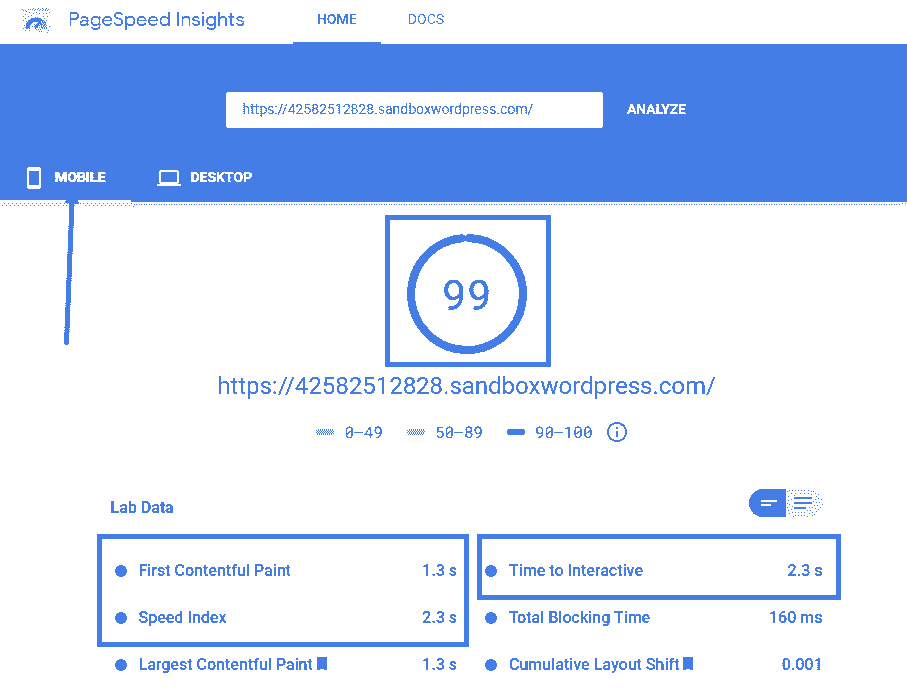 PageSpeed Insights HOME DOCS
https://42582512828.sandboxwordpress.com/ ANALYZE
MOBILE DESKTOP
99
https://42582512828.sandboxwordpress.com/
0–49 50–89 90–100
Lab Data
First Contentful Paint 1.3 s Time to Interactive 2.3 s
Speed Index 2.3 s Total Blocking Time 160 ms
Largest Contentful Paint 1.3 s Cumulative Layout Shift 0.001